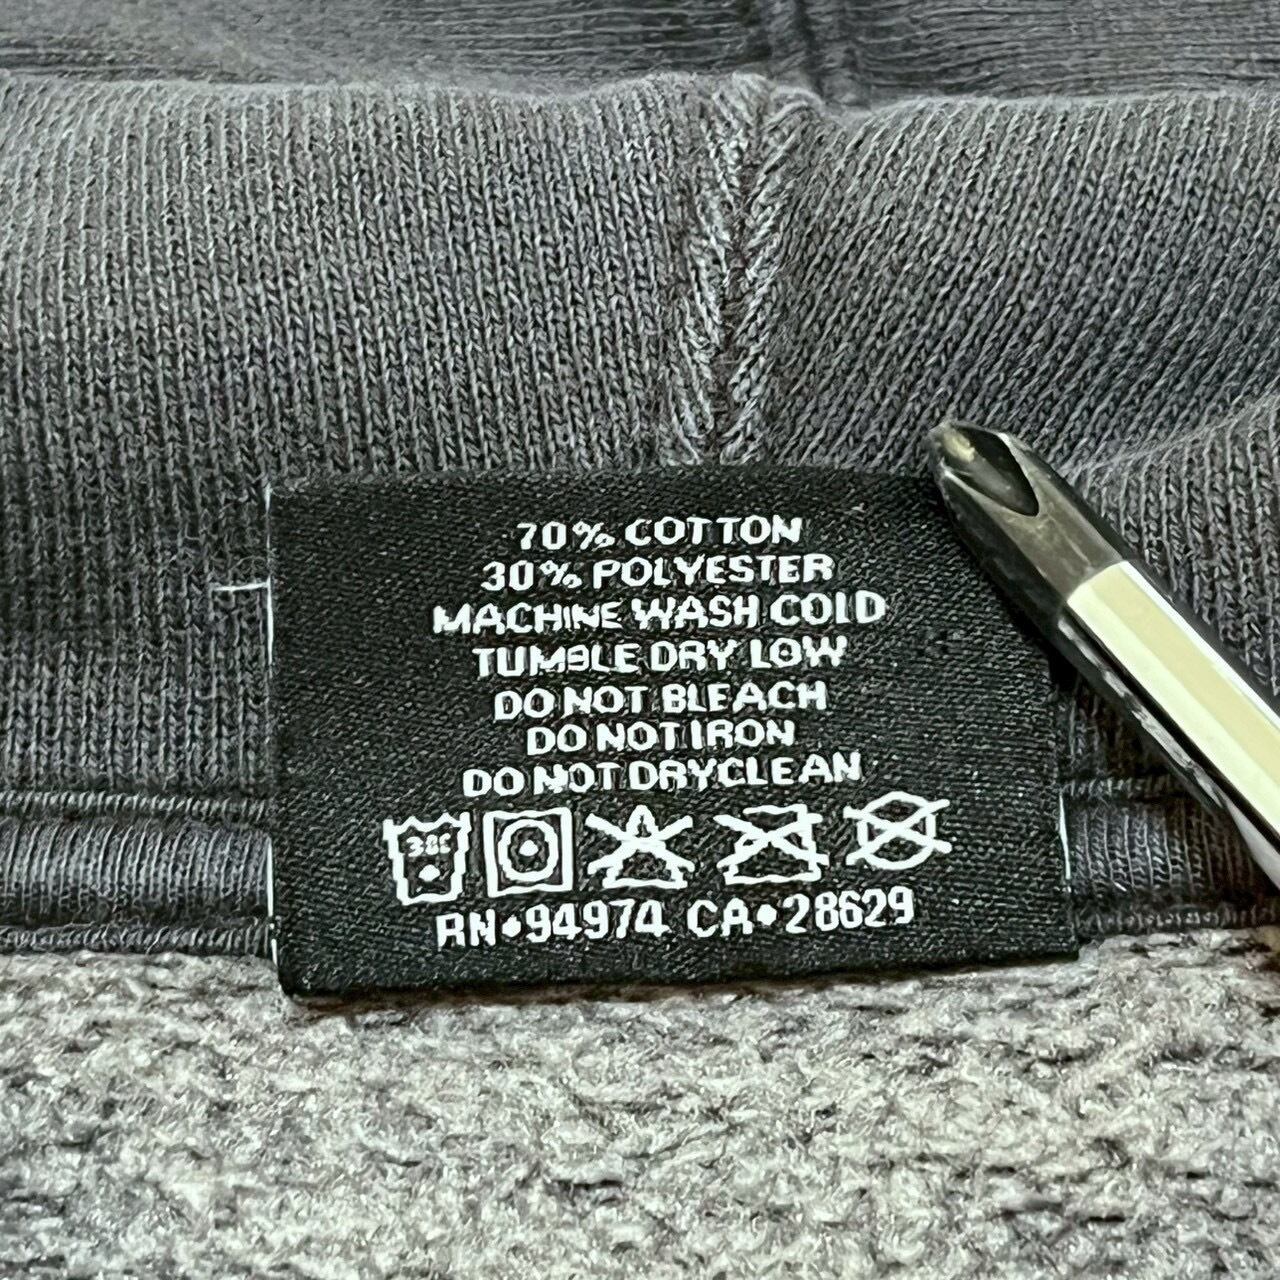 70% COTTON
30% POLYESTER
MACHINE WASH COLD
TUMBLE DRY LOW
DO NOT BLEACH
DO NOT IRON
DO NOT DRYCLEAN
RN•94974 CA•28629